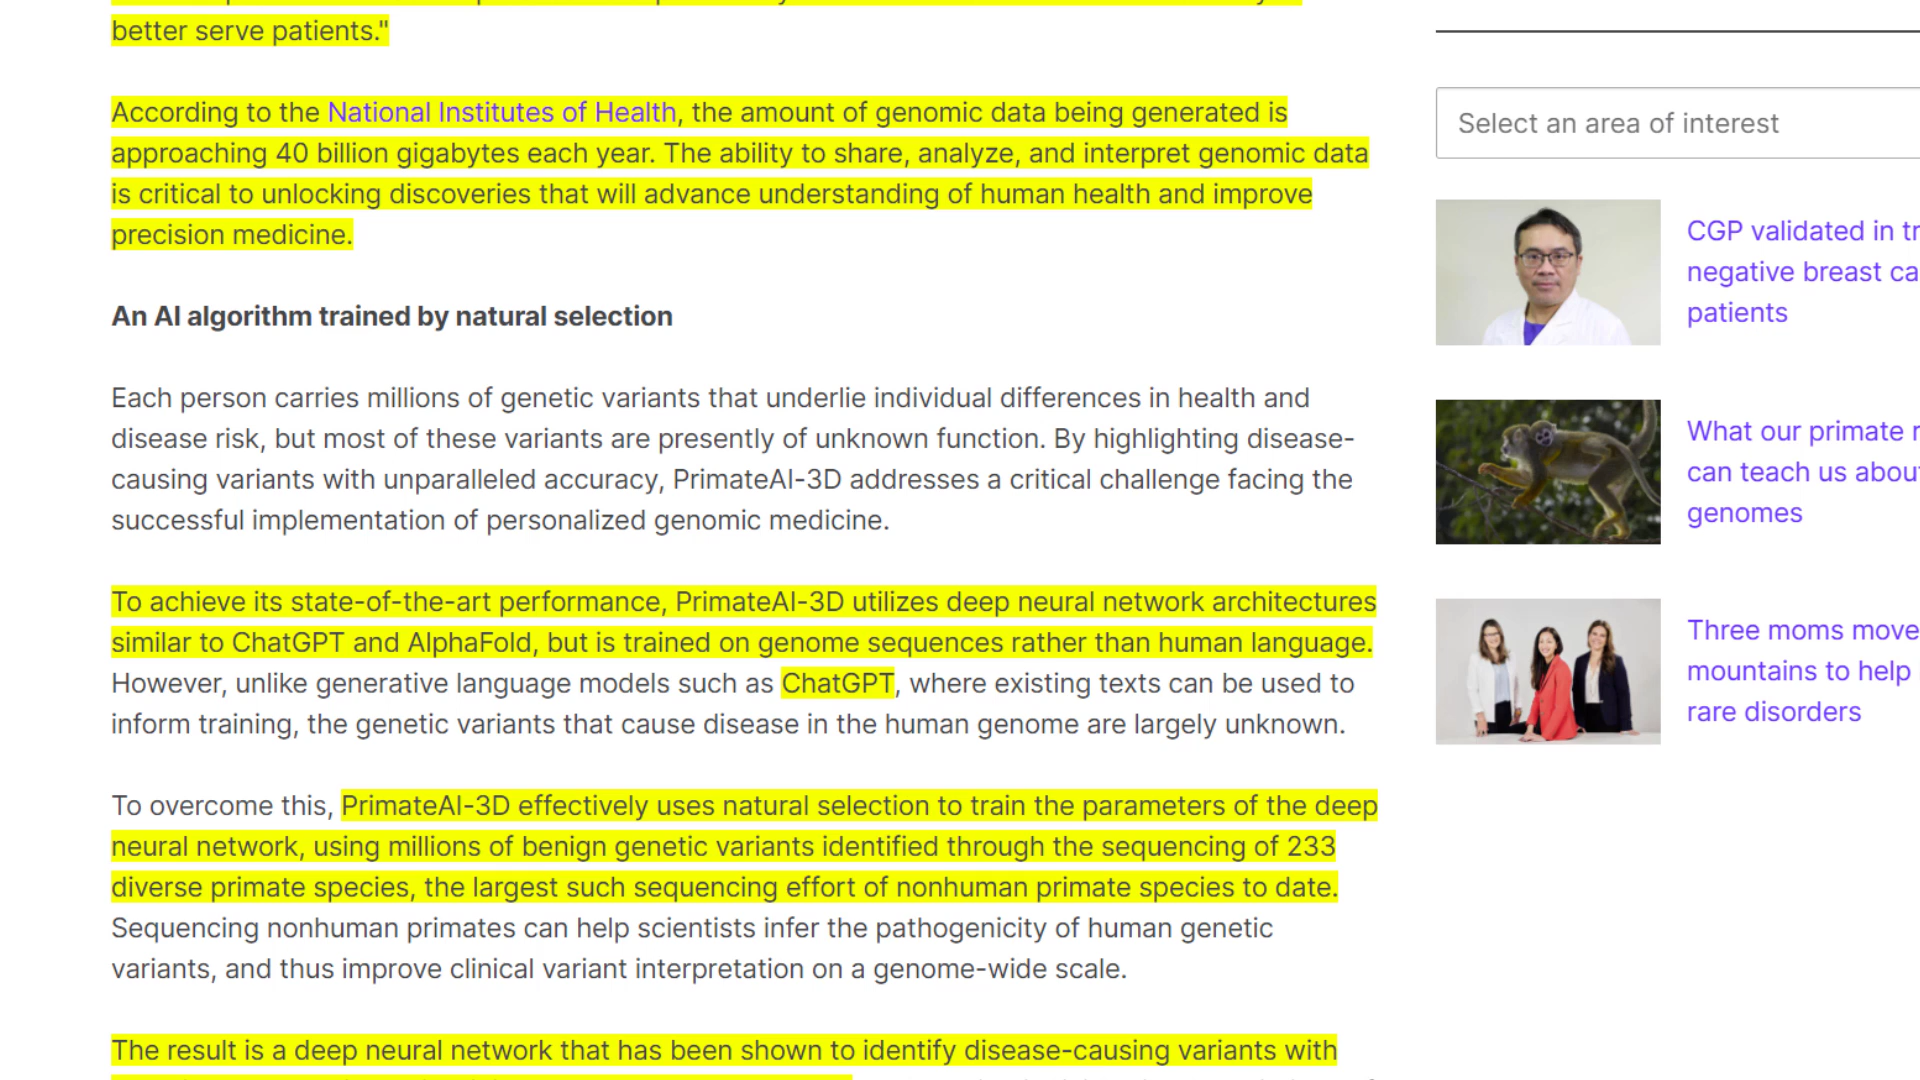 better serve patients."
According to the National Institutes of Health, the amount of genomic data being generated is
approaching 40 billion gigabytes each year. The ability to share, analyze, and interpret genomic data
is critical to unlocking discoveries that will advance understanding of human health and improve
precision medicine.
An AI algorithm trained by natural selection
Each person carries millions of genetic variants that underlie individual differences in health and
disease risk, but most of these variants are presently of unknown function. By highlighting disease-
causing variants with unparalleled accuracy, PrimateAI-3D addresses a critical challenge facing the
successful implementation of personalized genomic medicine.
To achieve its state-of-the-art performance, PrimateAI-3D utilizes deep neural network architectures
similar to ChatGPT and AlphaFold, but is trained on genome sequences rather than human language.
However, unlike generative language models such as ChatGPT, where existing texts can be used to
inform training, the genetic variants that cause disease in the human genome are largely unknown.
To overcome this, PrimateAI-3D effectively uses natural selection to train the parameters of the deep
neural network, using millions of benign genetic variants identified through the sequencing of 233
diverse primate species, the largest such sequencing effort of nonhuman primate species to date.
Sequencing nonhuman primates can help scientists infer the pathogenicity of human genetic
variants, and thus improve clinical variant interpretation on a genome-wide scale.
The result is a deep neural network that has been shown to identify disease-causing variants with
Select an area of interest
CGP validated in
negative breast
patients
What our primate
can teach us
genomes
Three moms
mountains to help
rare disorders